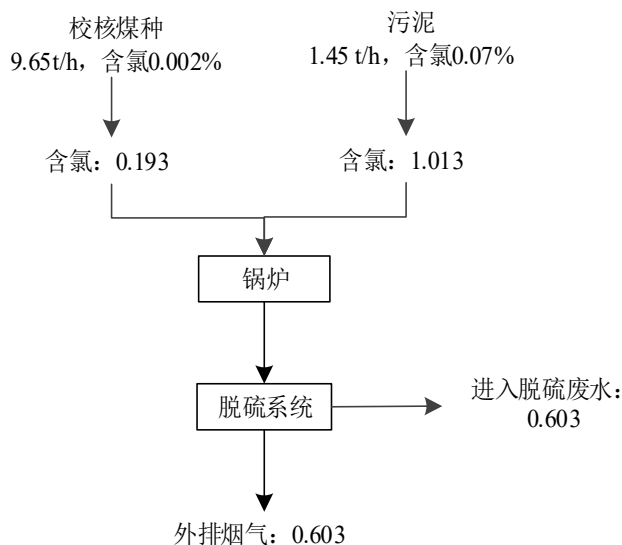 校核煤种
9.65t/h，含氯0.002%
污泥
1.45 t/h，含氯0.07%
含氯：0.193
含氯：1.013
锅炉
脱硫系统
进入脱硫废水：
0.603
外排烟气：0.603